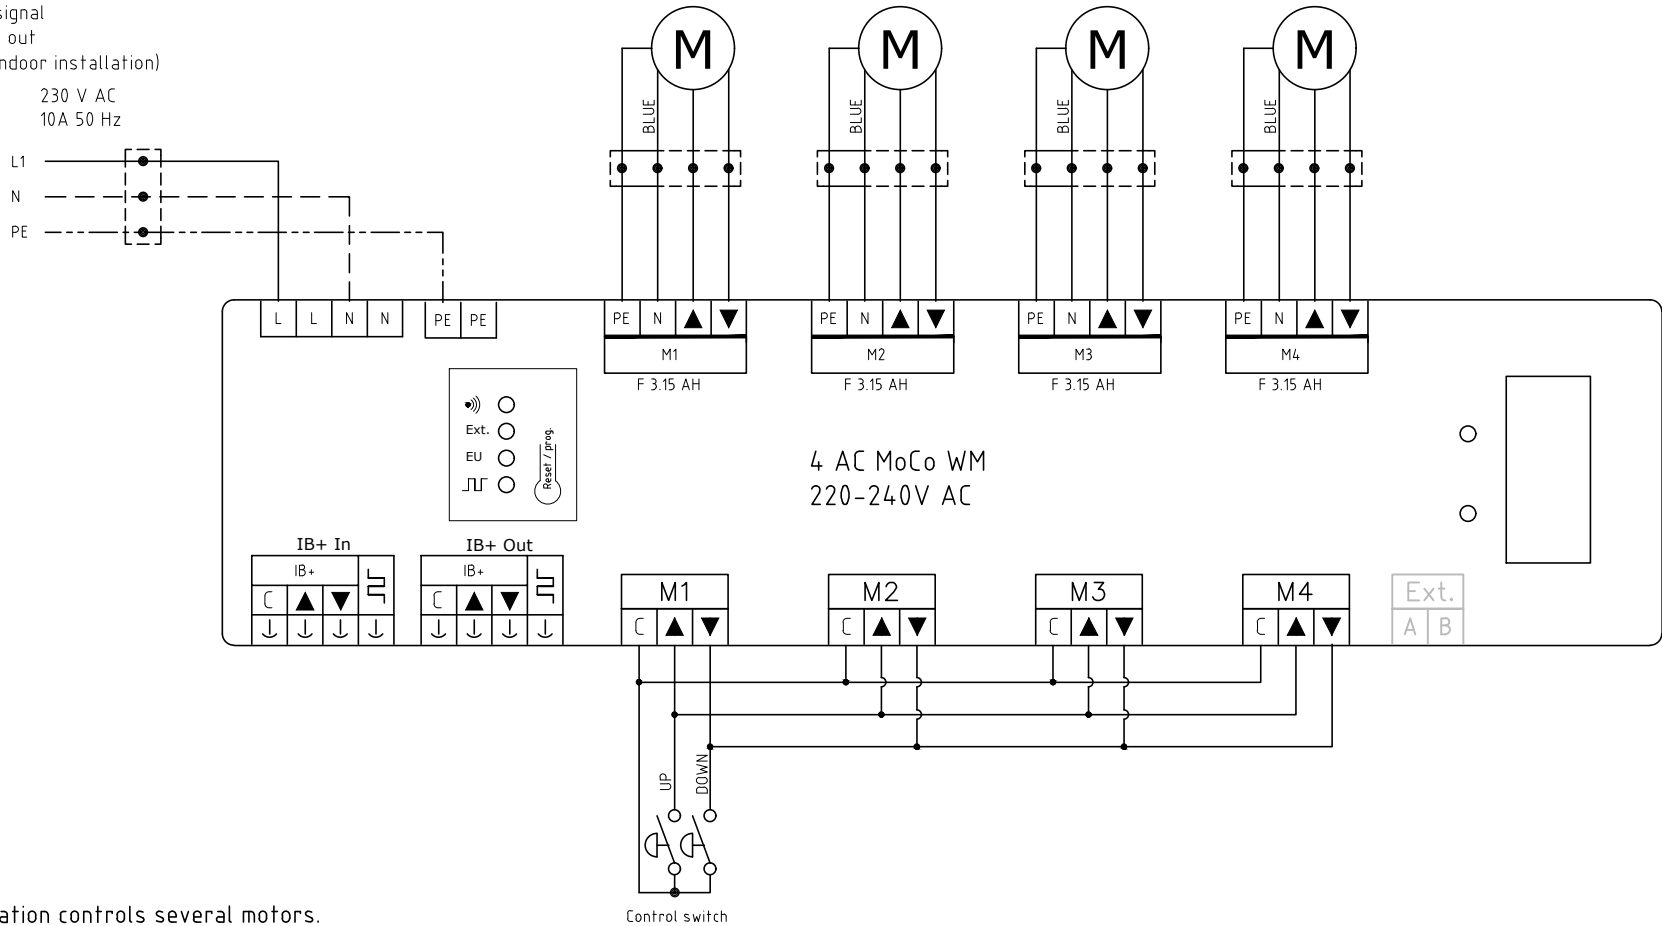 signal
out
ndoor installation)
230 V AC
10A 50 Hz
L1
N
PE
M M M M
BLUE BLUE BLUE BLUE
L L N N PE PE
PE N ▲ ▼ PE N ▲ ▼ PE N ▲ ▼ PE N ▲ ▼
M1 M2 M3 M4
F 3.15 AH F 3.15 AH F 3.15 AH F 3.15 AH
Ext.
EU
Reset / prog.
4 AC MoCo WM
220-240V AC
IB+ In IB+ Out
IB+ IB+
C ▲ ▼ C ▲ ▼
M1 M2 M3 M4 Ext.
C ▲ ▼ C ▲ ▼ C ▲ ▼ C ▲ ▼ A B
UP DOWN
Control switch
ation controls several motors.